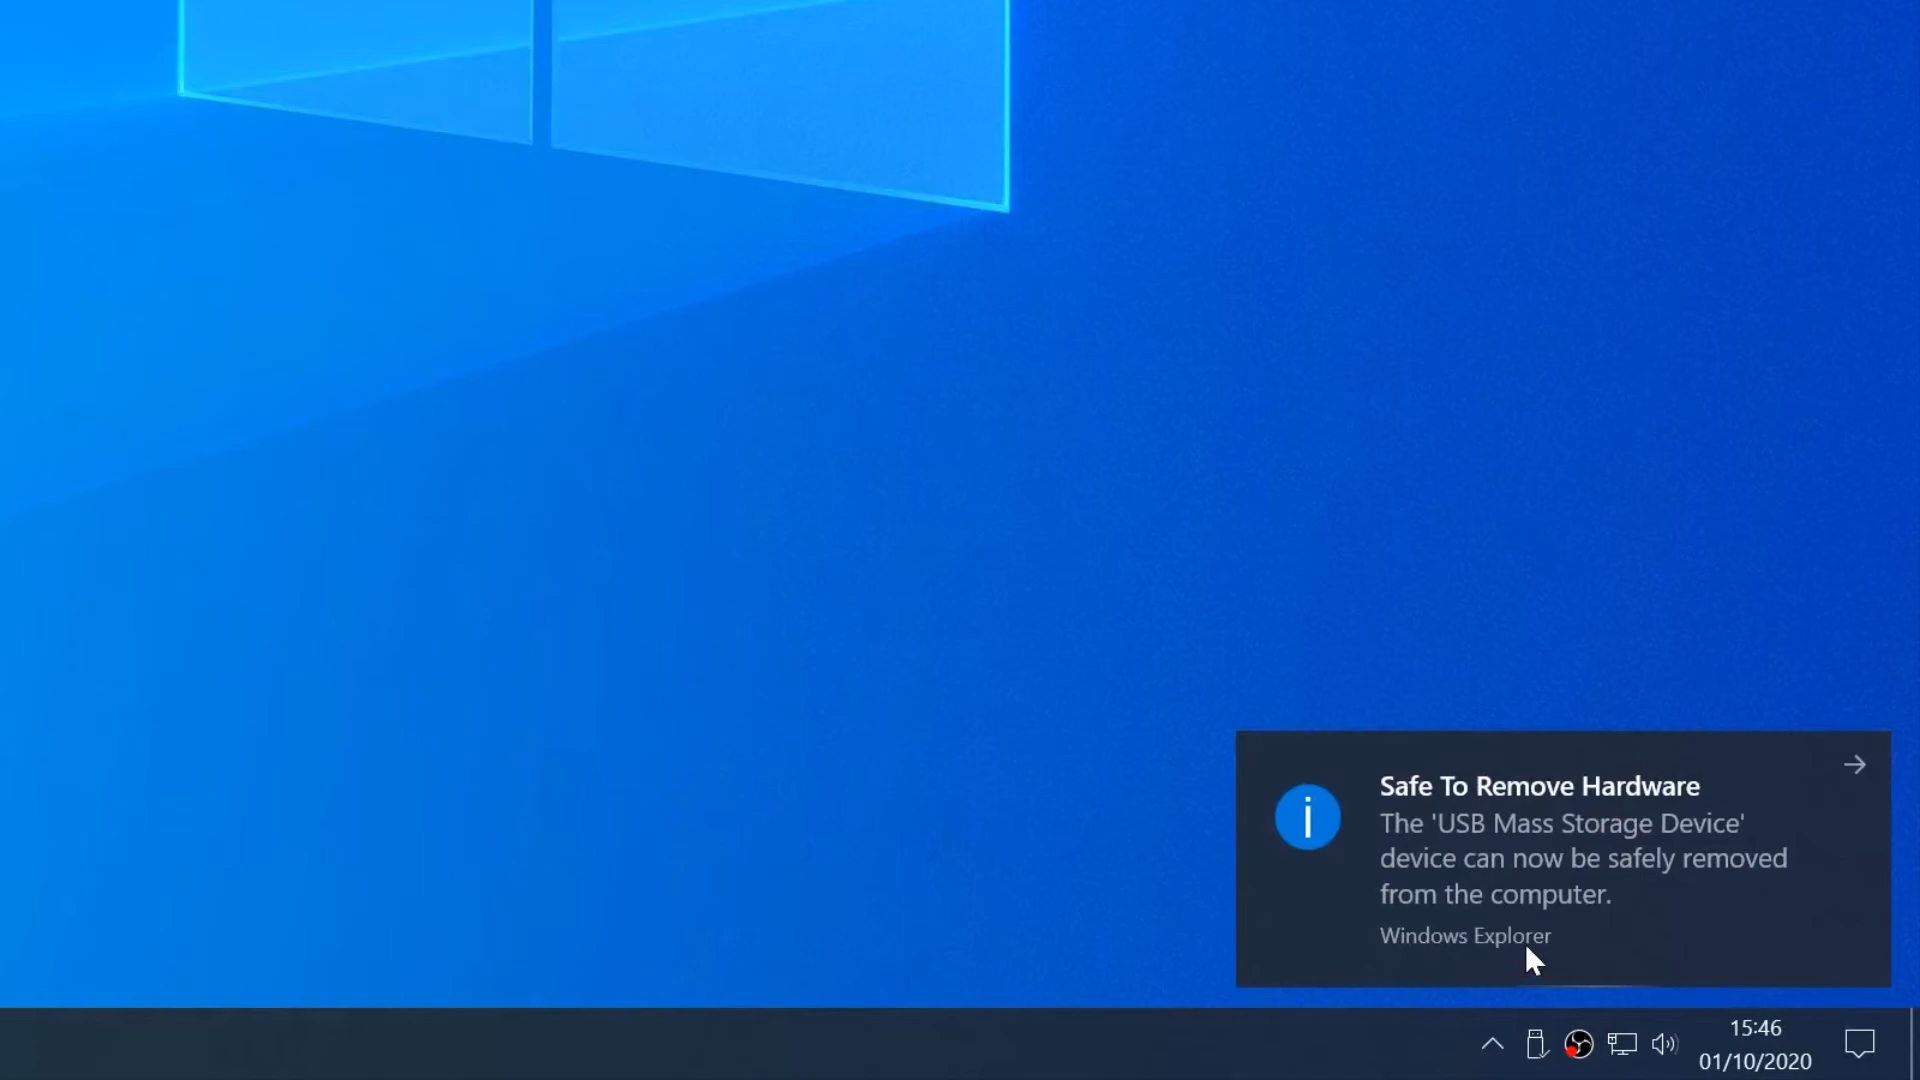 Safe To Remove Hardware
The 'USB Mass Storage Device'
device can now be safely removed
from the computer.
Windows Explorer
15:46
01/10/2020